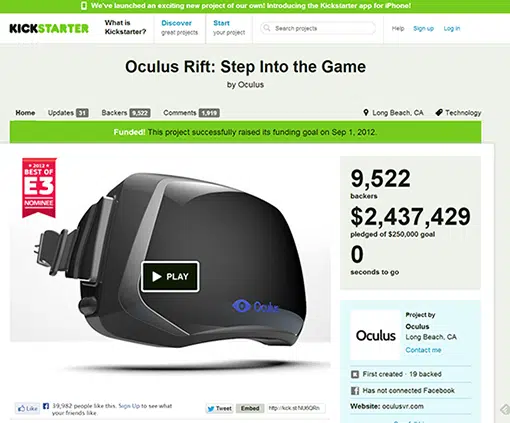 We've launched an exciting new project of our own! Introducing the Kickstarter app for iPhone!
KICKSTARTER
What is
Kickstarter?
Discover
great projects
Start
your project
Search projects
Help
Sign up
Log in
Oculus Rift: Step Into the Game
by Oculus
Home
Updates 31
Backers 9,522
Comments 1,919
Long Beach, CA
Technology
Funded! This project successfully raised its funding goal on Sep 1, 2012.
2012
BEST OF
E3
NOMINEE
PLAY
Oculus
9,522
backers
$2,437,429
pledged of $250,000 goal
0
seconds to go
Oculus
Project by
Oculus
Long Beach, CA
Contact me
First created · 19 backed
Has not connected Facebook
Website: oculusvr.com
Like
39,982 people like this. Sign Up to see what
your friends like.
Tweet
Embed
http://kck.st/NU6QRn